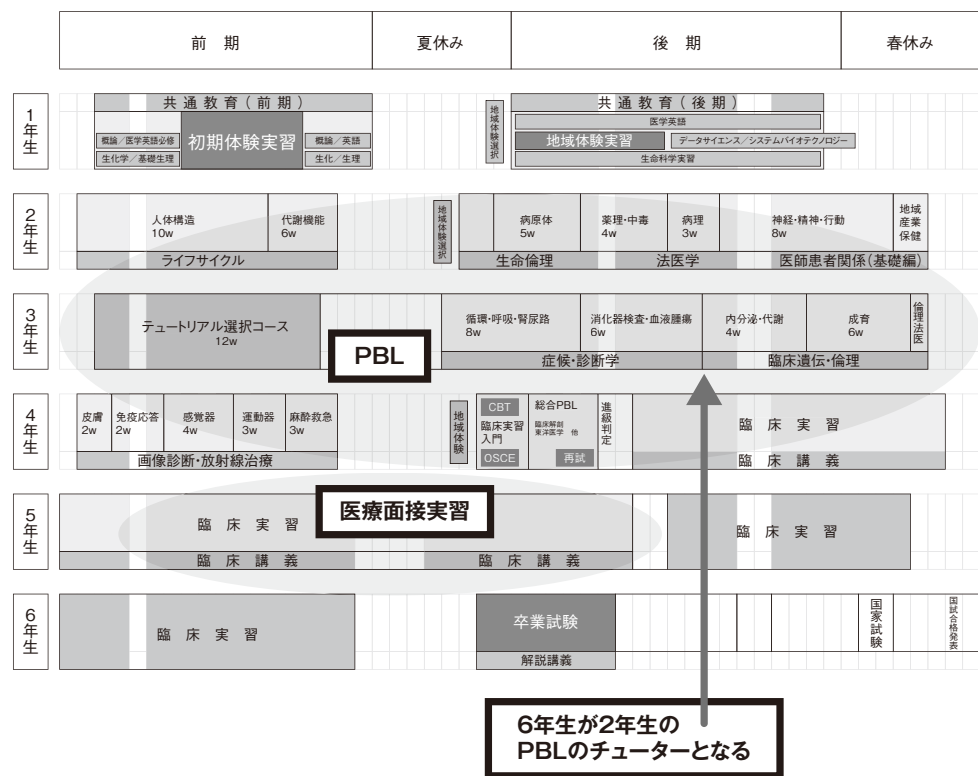 前 期
夏休み
後 期
春休み
1年生
共 通 教 育 ( 前 期 )
概論／医学英語必修
生化学／基礎生理
初期体験実習
概論／英語
生化／生理
地域体験選択
共 通 教 育 ( 後 期 )
医学英語
地域体験実習
データサイエンス／システムバイオテクノロジー
生命科学実習
2年生
人体構造
10w
代謝機能
6w
ライフサイクル
地域体験選択
病原体
5w
薬理・中毒
4w
病理
3w
神経・精神・行動
8w
地域
産業
保健
生命倫理
法医学
医師患者関係(基礎編)
3年生
テュートリアル選択コース
12w
PBL
循環・呼吸・腎尿路
8w
消化器検査・血液腫瘍
6w
内分泌・代謝
4w
成育
6w
倫理法医
症候・診断学
臨床遺伝・倫理
4年生
皮膚
2w
免疫応答
2w
感覚器
4w
運動器
3w
麻酔救急
3w
画像診断・放射線治療
地域体験
CBT
臨床実習
入門
OSCE
総合PBL
臨床解剖
東洋医学 他
再試
進級判定
臨 床 実 習
臨 床 講 義
5年生
臨 床 実 習
医療面接実習
臨 床 講 義
臨 床 講 義
臨 床 実 習
6年生
臨 床 実 習
卒業試験
解説講義
国家試験
国試合格発表
6年生が2年生の
PBLのチューターとなる